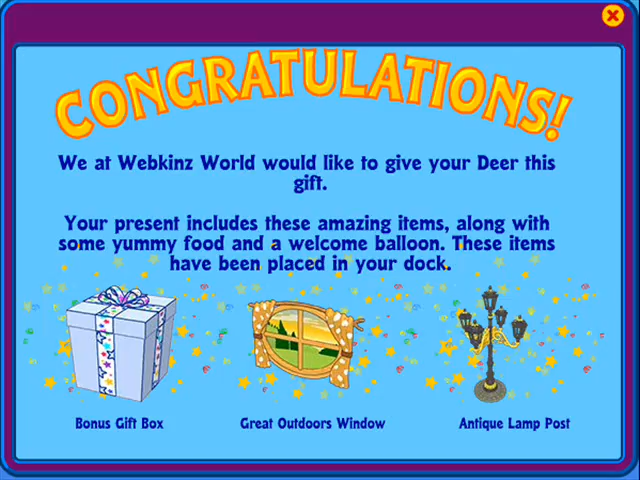 CONGRATULATIONS!
We at Webkinz World would like to give your Deer this
gift.
Your present includes these amazing items, along with
some yummy food and a welcome balloon. These items
have been placed in your dock.
Bonus Gift Box
Great Outdoors Window
Antique Lamp Post